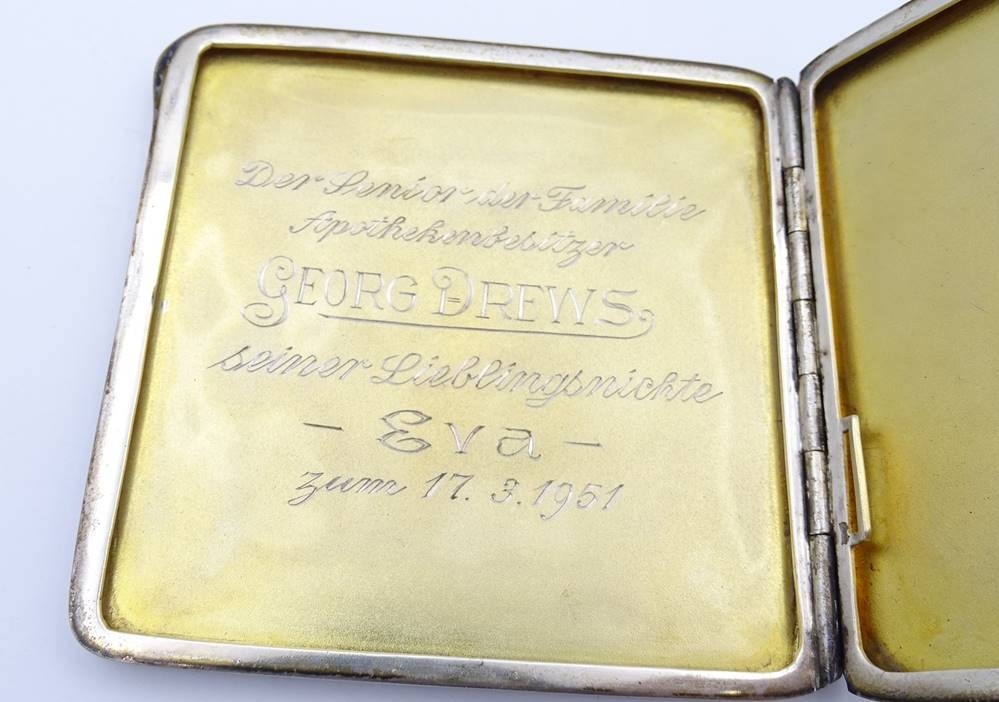 Der Senior der Familie
Apothekenbesitzer
GEORG DREWS
seiner Lieblingsnichte
- Eva -
zum 17. 3. 1951